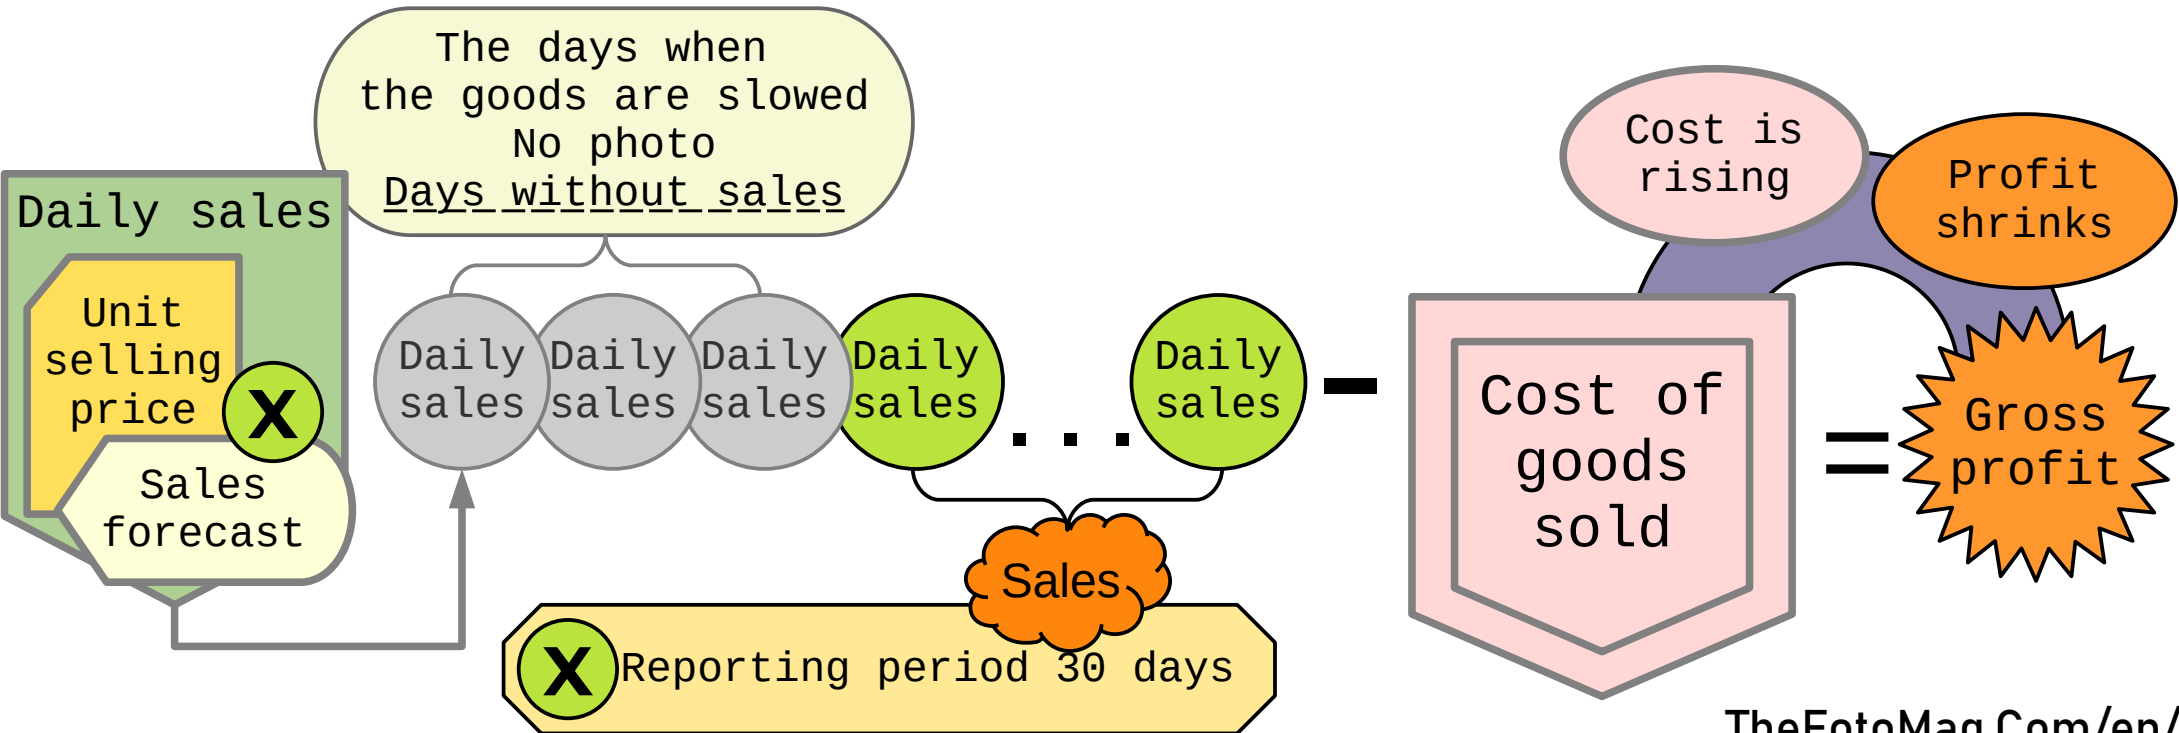 The days when
the goods are slowed
No photo
Days without sales
Daily sales
Unit
selling
price
X
Sales
forecast
Daily
sales
Daily
sales
Daily
sales
Daily
sales
...
Daily
sales
-
Cost of
goods
sold
Cost is
rising
Profit
shrinks
=
Gross
profit
Sales
X Reporting period 30 days
TheFotoMag.Com/en/